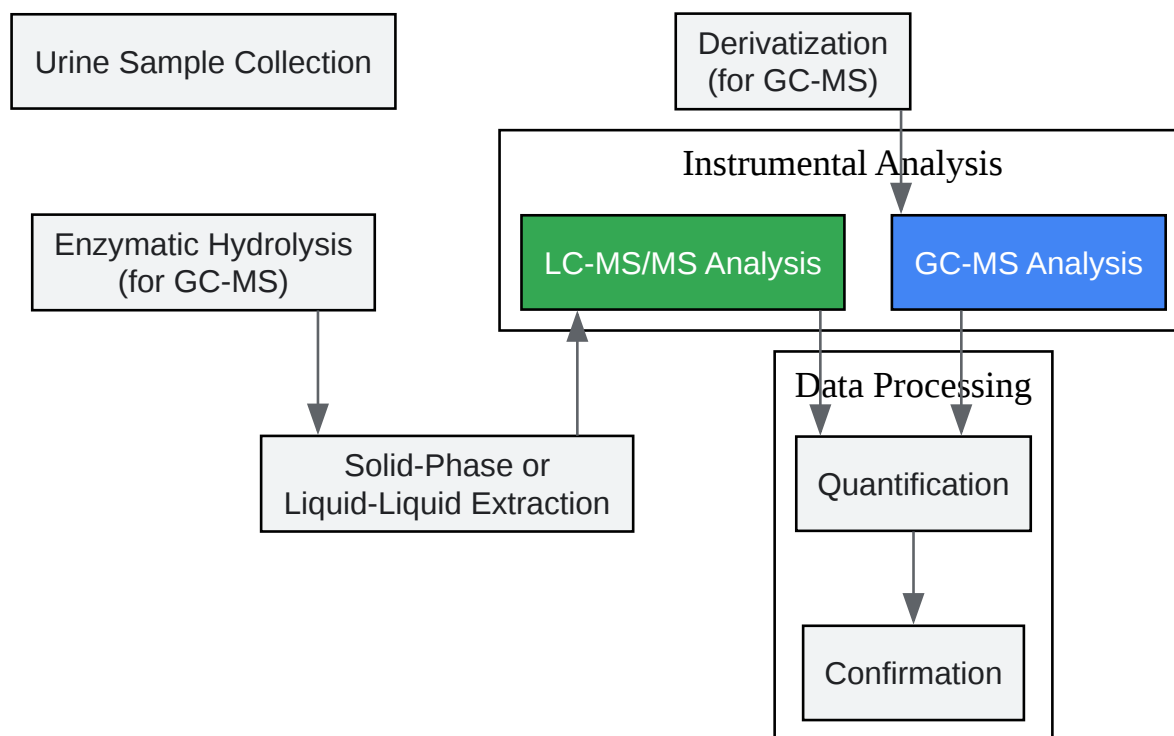 Urine Sample Collection
Derivatization
(for GC-MS)
Instrumental Analysis
Enzymatic Hydrolysis
(for GC-MS)
LC-MS/MS Analysis
GC-MS Analysis
Data Processing
Solid-Phase or
Liquid-Liquid Extraction
Quantification
Confirmation